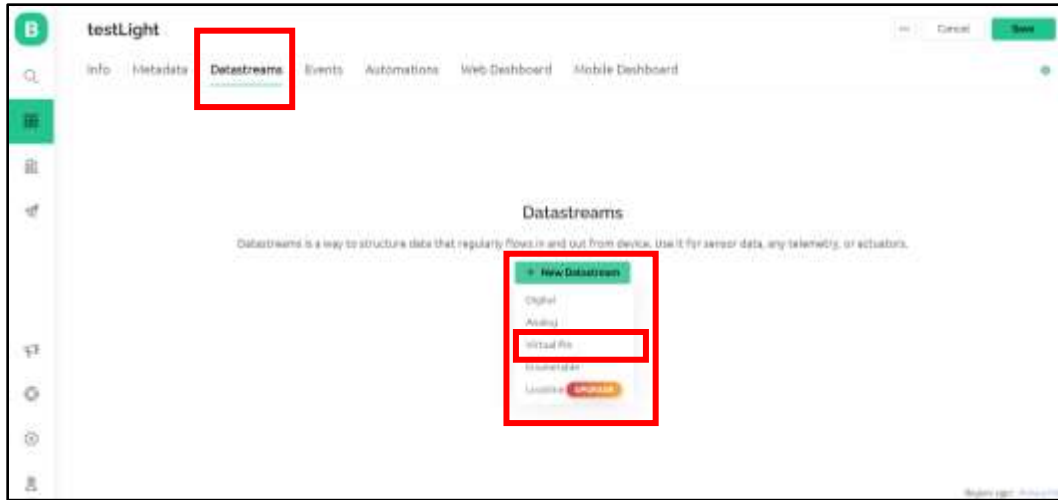 B
testLight
Cancel
Save
Info Metadata Datastreams Events Automations Web Dashboard Mobile Dashboard
Datastreams
Datastreams is a way to structure data that regularly flows in and out from device. Use it for sensor data, any telemetry, or actuators.
+ New Datastream
Digital
Analog
Virtual Pin
Enumerable
Location UPGRADE